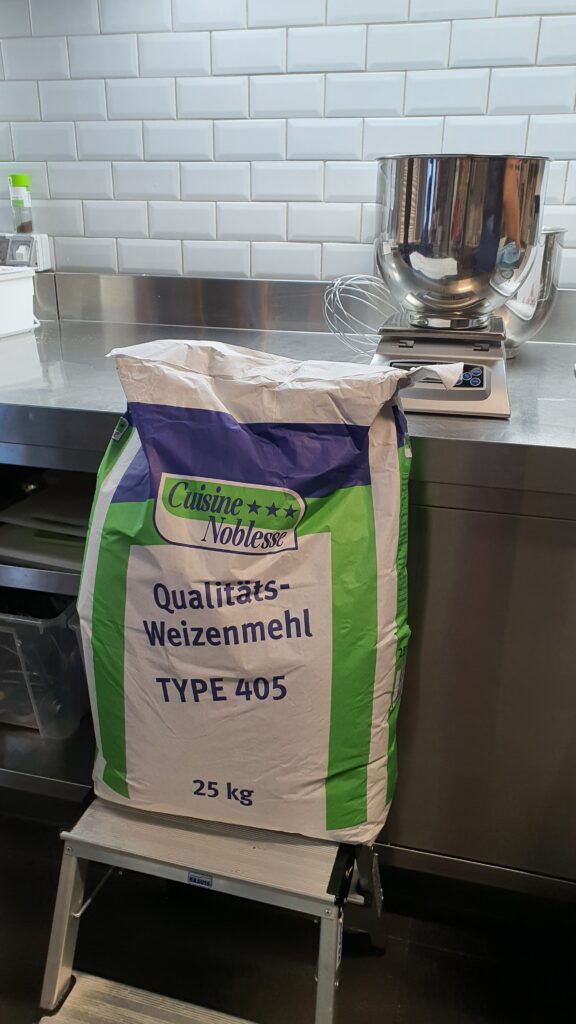 Cuisine
Noblesse
Qualitäts-
Weizenmehl
TYPE 405
25 kg